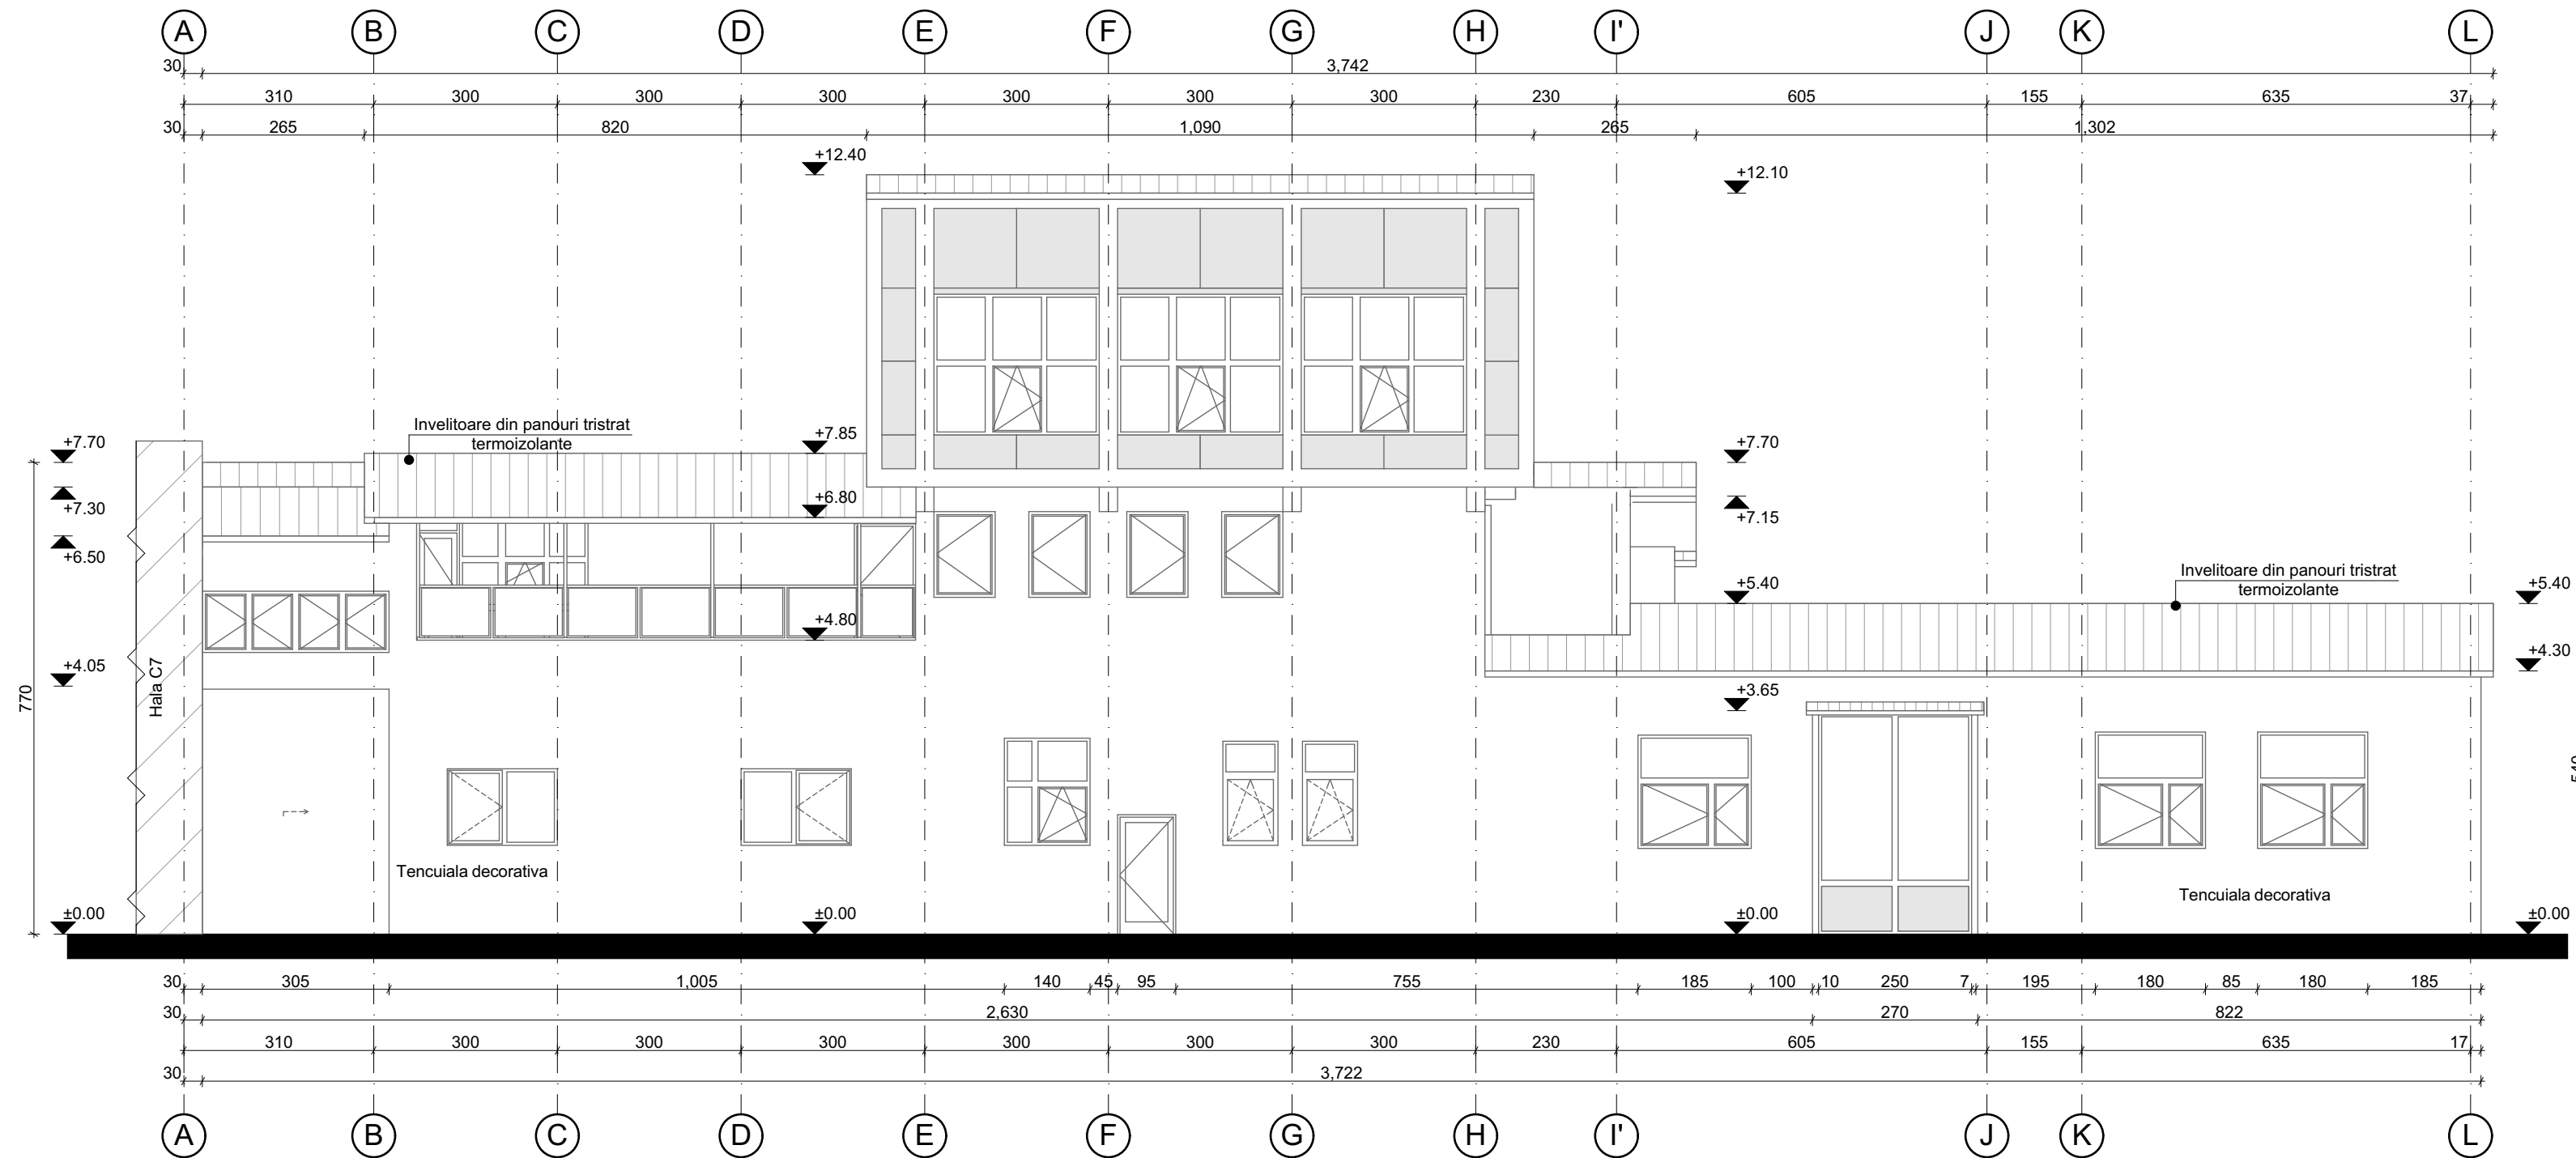 A B C D E F G H I' J K L
30 3,742
310 300 300 300 300 300 300 230 605 155 635 37
30 265 820 1,090 265 1,302
+12.40
+12.10
Invelitoare din panouri tristrat
termoizolante
+7.70
+7.85
+7.70
+7.30
+6.80
+7.15
+6.50
Invelitoare din panouri tristrat
termoizolante
+5.40
+5.40
+4.80
+4.05
+4.30
+3.65
770
Hala C7
Tencuiala decorativa
Tencuiala decorativa
±0.00
±0.00
±0.00
±0.00
30 305 1,005 140 45 95 755 185 100 10 250 7 195 180 85 180 185
30 2,630 270 822
310 300 300 300 300 300 300 230 605 155 635 17
30 3,722
A B C D E F G H I' J K L